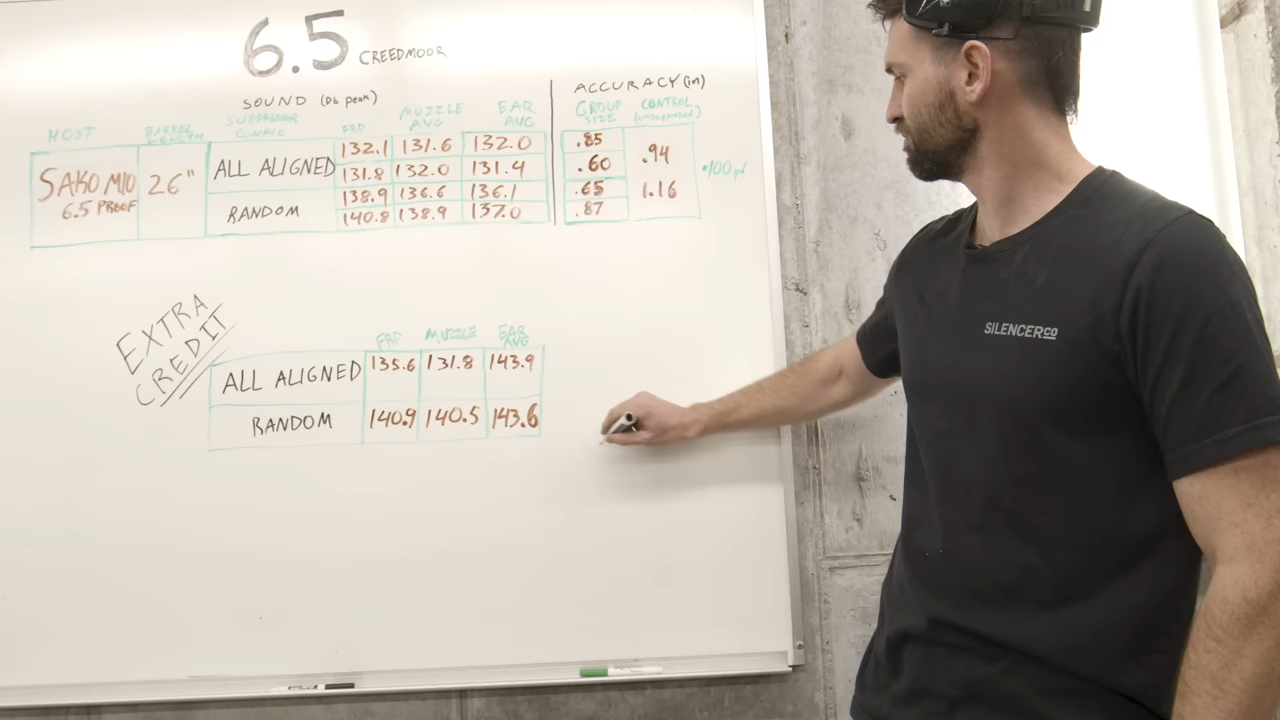 6.5 CREEDMOOR
SOUND (Db peak)
ACCURACY (in)
HOST BARREL LENGTH SUPPRESSOR CONFIG FRP MUZZLE AVG EAR AVG GROUP SIZE CONTROL (unsuppressed)
SAKO M10 6.5 PROOF 26"
ALL ALIGNED 132.1 131.6 132.0 .85 .94
131.8 132.0 131.4 .60
RANDOM 138.9 136.6 136.1 .65 1.16
140.8 138.9 137.0 .87
•100 yd
EXTRA
CREDIT
FRP MUZZLE EAR AVG
ALL ALIGNED 135.6 131.8 143.9
RANDOM 140.9 140.5 143.6
SILENCERCO